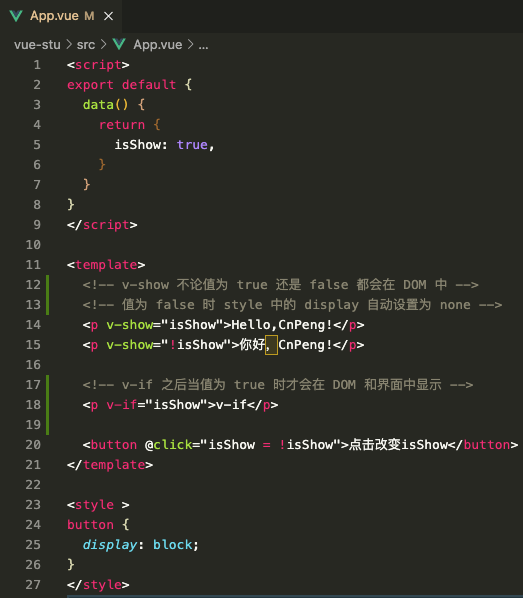 App.vue M ×
vue-stu > src > App.vue > ...
1 <script>
2 export default {
3 data() {
4 return {
5 isShow: true,
6 }
7 }
8 }
9 </script>
10
11 <template>
12 <!-- v-show 不论值为 true 还是 false 都会在 DOM 中 -->
13 <!-- 值为 false 时 style 中的 display 自动设置为 none -->
14 <p v-show="isShow">Hello,CnPeng!</p>
15 <p v-show="!isShow">你好，CnPeng!</p>
16
17 <!-- v-if 之后当值为 true 时才会在 DOM 和界面中显示 -->
18 <p v-if="isShow">v-if</p>
19
20 <button @click="isShow = !isShow">点击改变isShow</button>
21 </template>
22
23 <style >
24 button {
25 display: block;
26 }
27 </style>